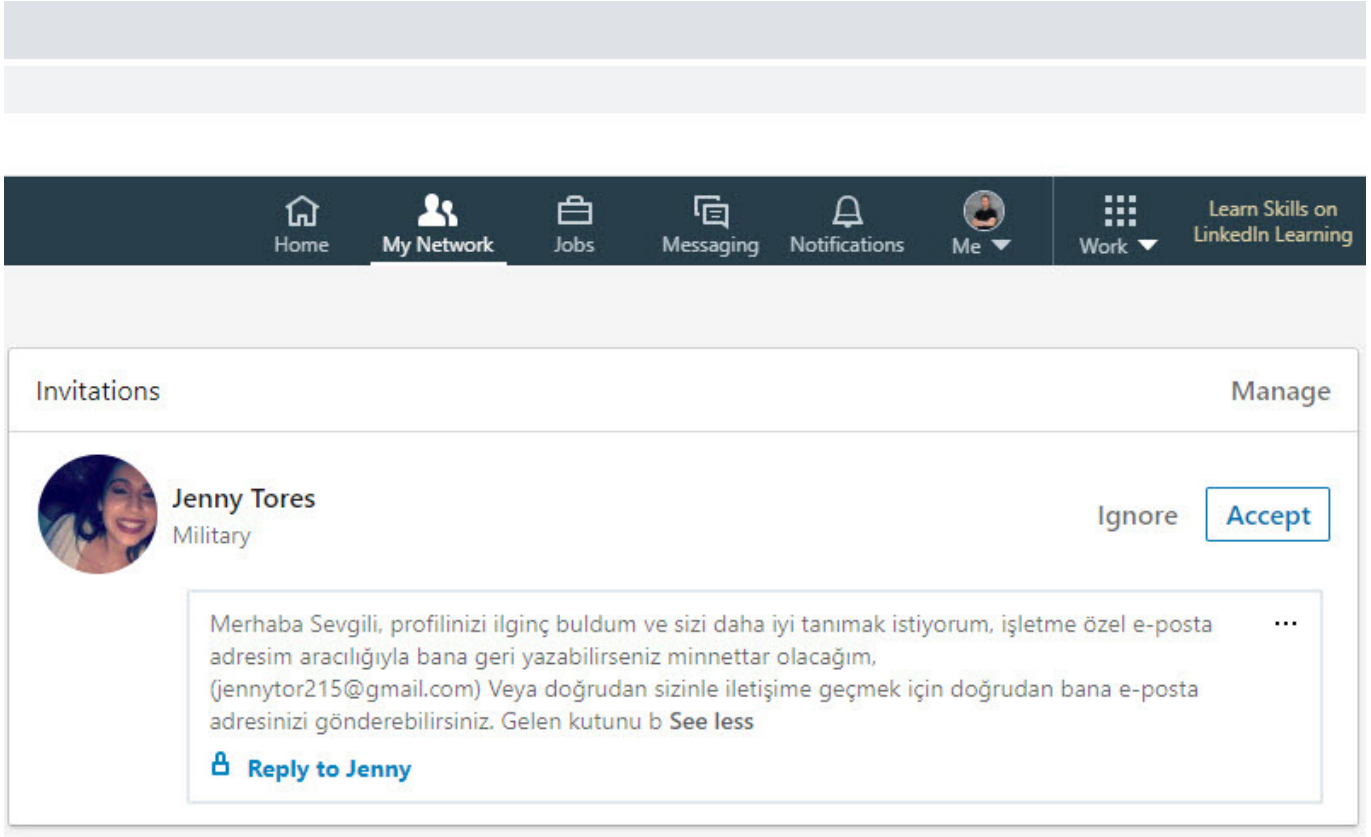 Home
My Network
Jobs
Messaging
Notifications
Me
Work
Learn Skills on
LinkedIn Learning
Invitations
Manage
Jenny Tores
Military
Ignore
Accept
Merhaba Sevgili, profilinizi ilginç buldum ve sizi daha iyi tanımak istiyorum, işletme özel e-posta
adresim aracılığıyla bana geri yazabilirseniz minnettar olacağım,
(jennytor215@gmail.com) Veya doğrudan sizinle iletişime geçmek için doğrudan bana e-posta
adresinizi gönderebilirsiniz. Gelen kutunu b See less
Reply to Jenny